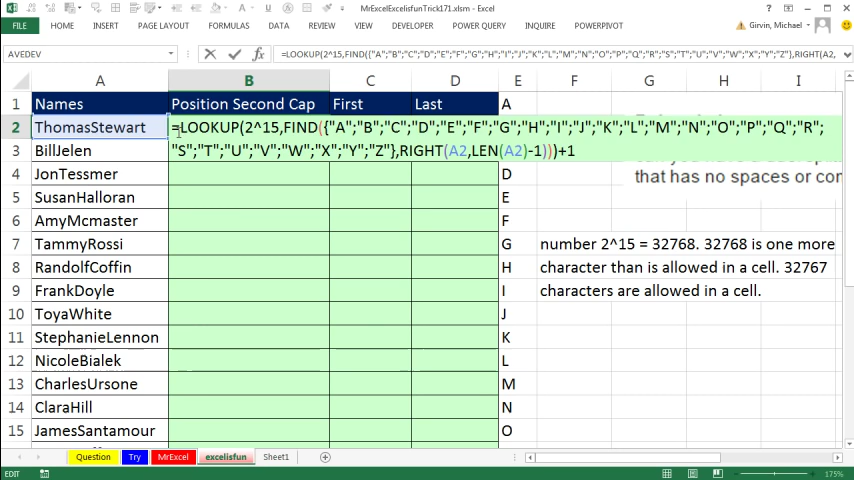 MrExcelExcelisfunTrick171.xlsm - Excel
FILE HOME INSERT PAGE LAYOUT FORMULAS DATA REVIEW VIEW DEVELOPER POWER QUERY INQUIRE POWERPIVOT Girvin, Michael
AVEDEV =LOOKUP(2^15,FIND({"A";"B";"C";"D";"E";"F";"G";"H";"I";"J";"K";"L";"M";"N";"O";"P";"Q";"R";"S";"T";"U";"V";"W";"X";"Y";"Z"},RIGHT(A2,
A B C D E F G H I
1 Names Position Second Cap First Last A
2 ThomasStewart =LOOKUP(2^15,FIND({"A";"B";"C";"D";"E";"F";"G";"H";"I";"J";"K";"L";"M";"N";"O";"P";"Q";"R";
3 BillJelen "S";"T";"U";"V";"W";"X";"Y";"Z"},RIGHT(A2,LEN(A2)-1)))+1
4 JonTessmer D that has no spaces or con
5 SusanHalloran E
6 AmyMcmaster F
7 TammyRossi G number 2^15 = 32768. 32768 is one more
8 RandolfCoffin H character than is allowed in a cell. 32767
9 FrankDoyle I characters are allowed in a cell.
10 ToyaWhite J
11 StephanieLennon K
12 NicoleBialek L
13 CharlesUrsone M
14 ClaraHill N
15 JamesSantamour O
Question Try MrExcel excelisfun Sheet1
EDIT 175%